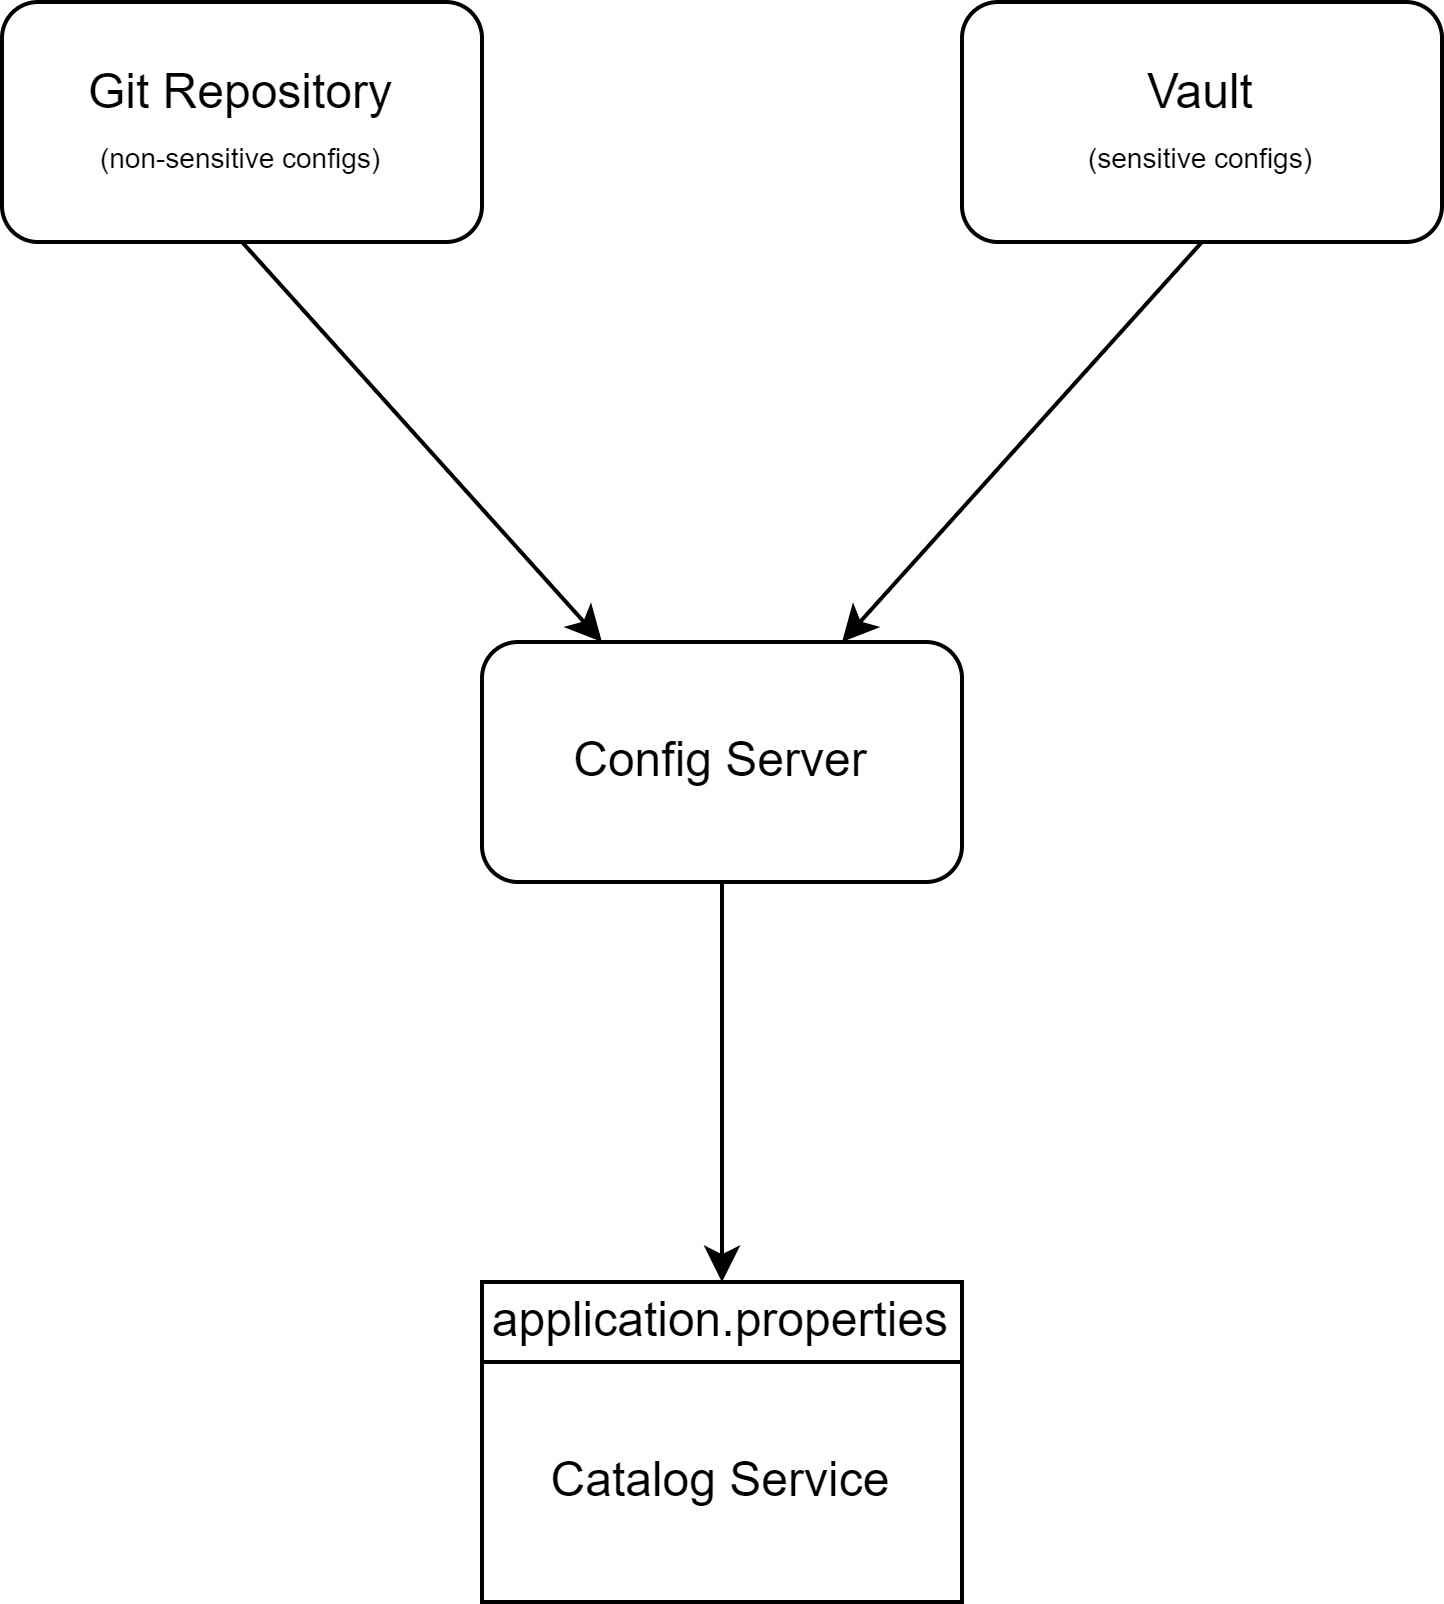 Git Repository
(non-sensitive configs)
Vault
(sensitive configs)
Config Server
application.properties
Catalog Service